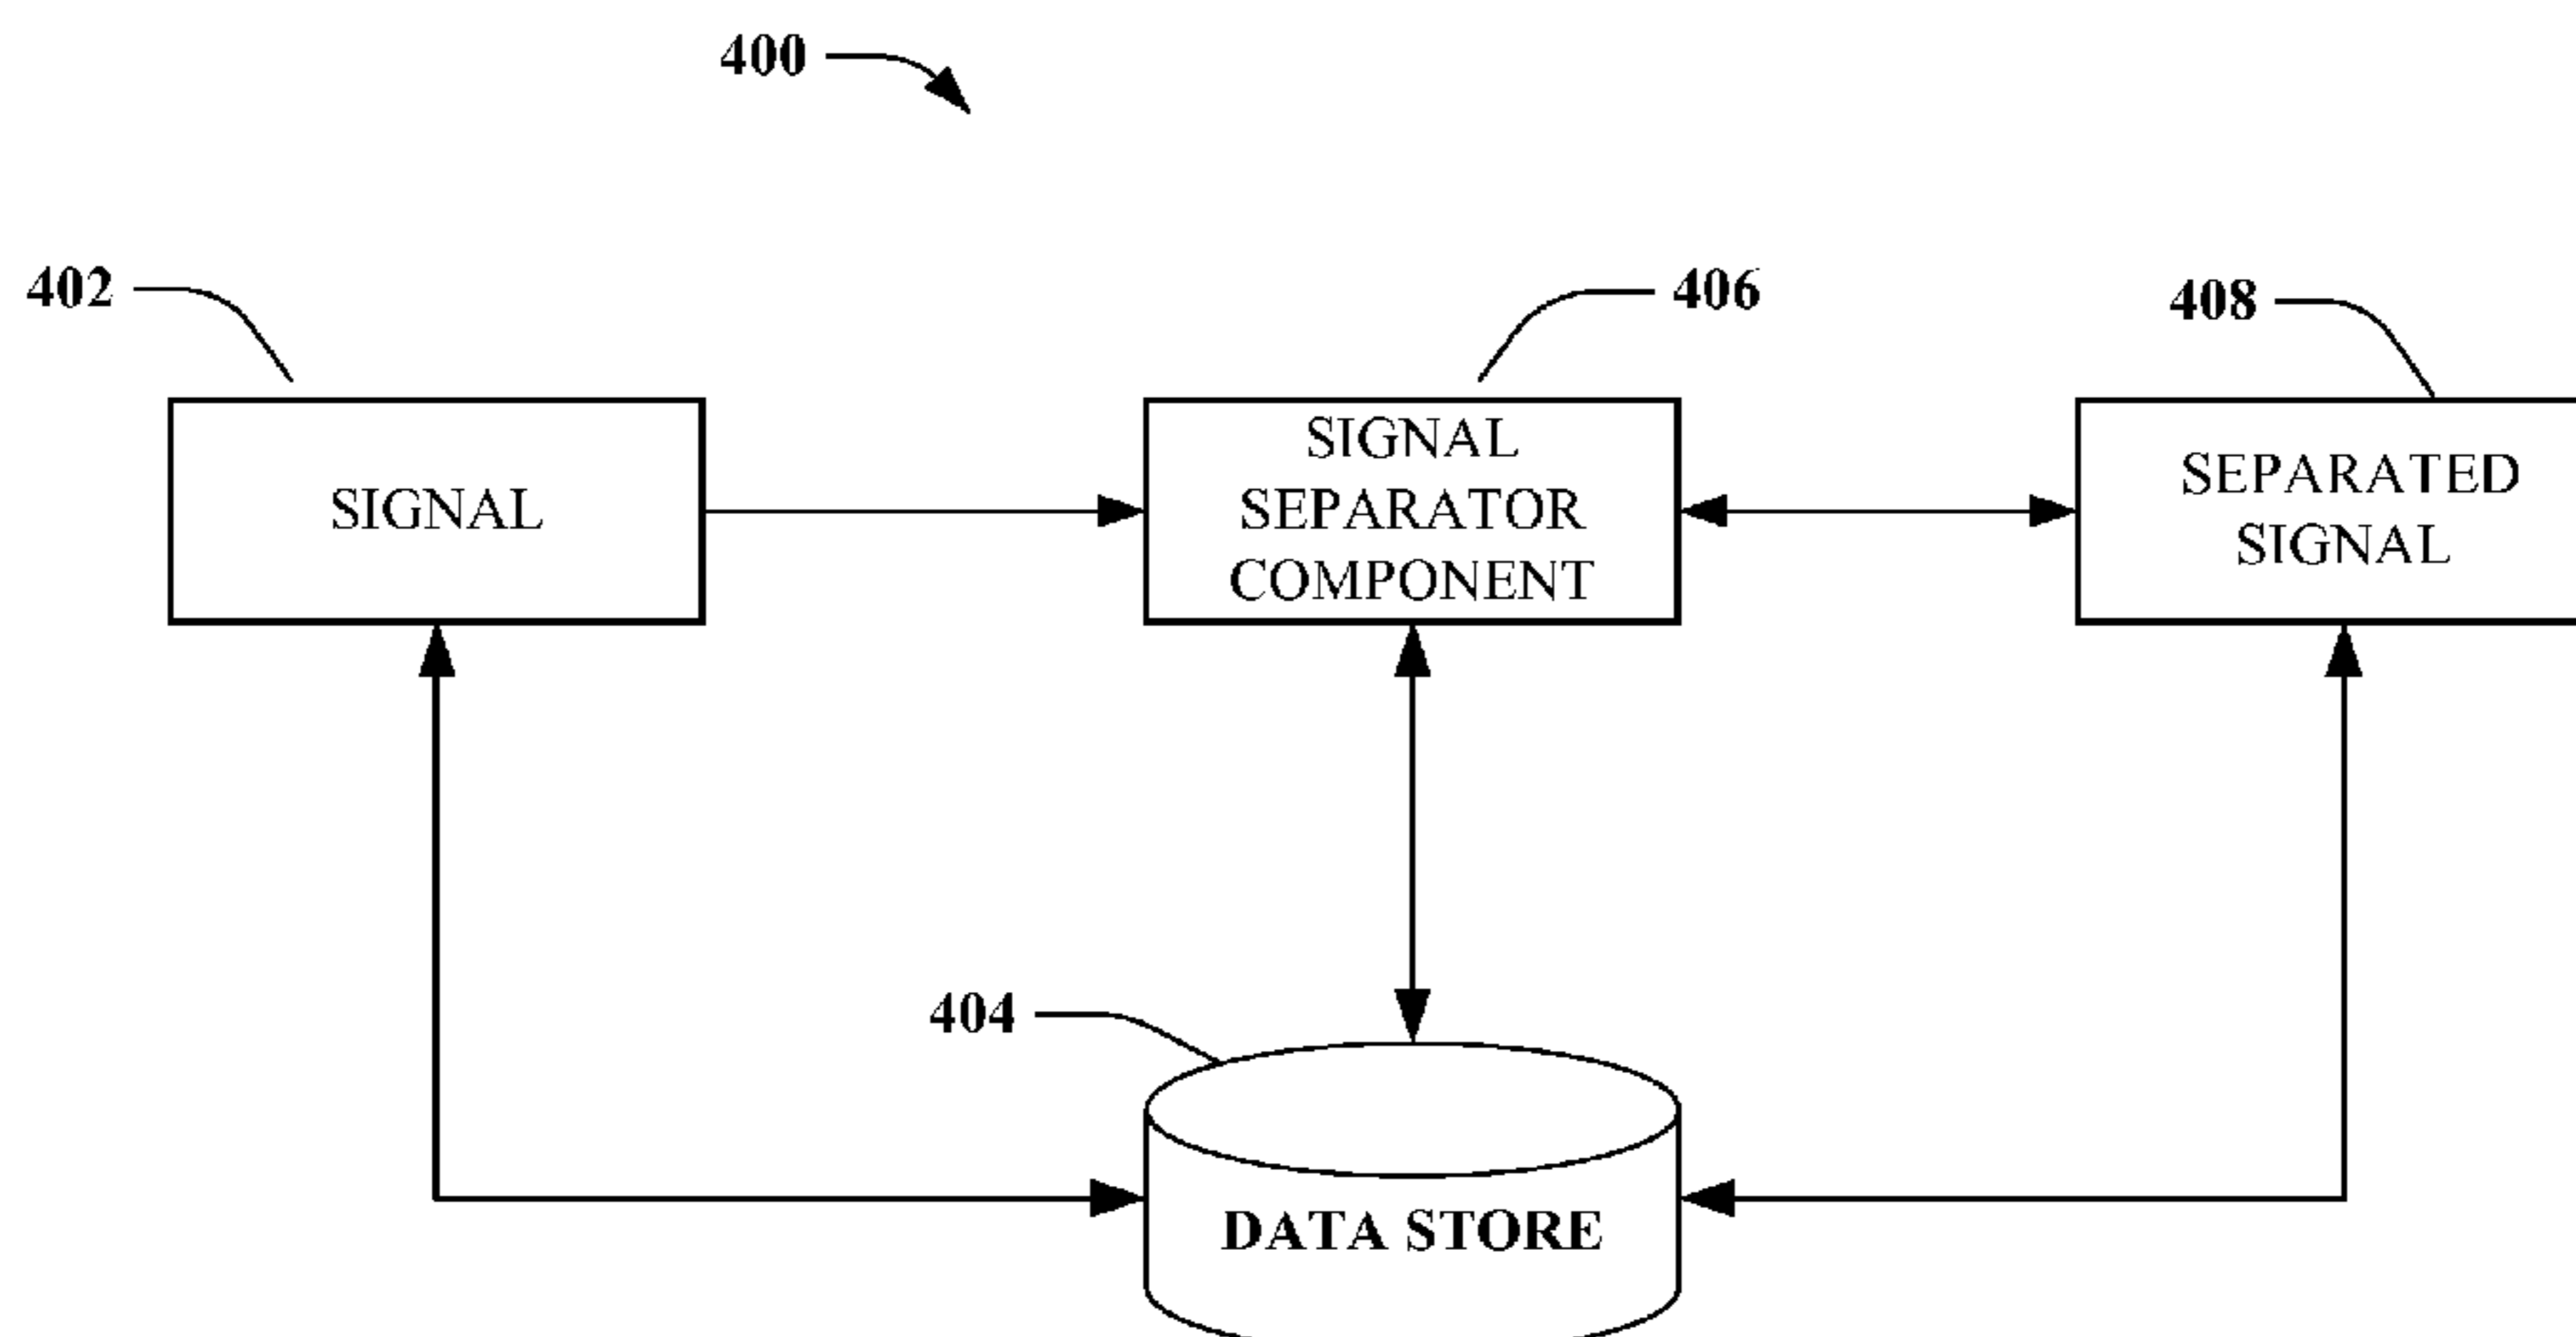 400
402
406
408
SIGNAL
SIGNAL
SEPARATOR
COMPONENT
SEPARATED
SIGNAL
404
DATA STORE